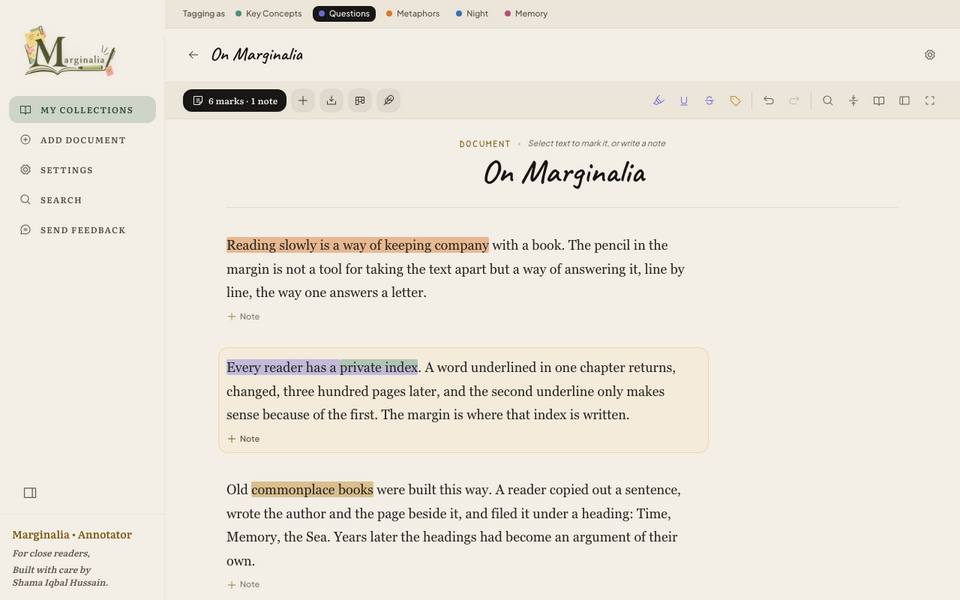 Marginalia
MY COLLECTIONS
ADD DOCUMENT
SETTINGS
SEARCH
SEND FEEDBACK
Marginalia • Annotator
For close readers,
Built with care by
Shama Iqbal Hussain.
Tagging as Key Concepts Questions Metaphors Night Memory
On Marginalia
6 marks · 1 note
DOCUMENT • Select text to mark it, or write a note
On Marginalia
Reading slowly is a way of keeping company with a book. The pencil in the
margin is not a tool for taking the text apart but a way of answering it, line by
line, the way one answers a letter.
+ Note
Every reader has a private index. A word underlined in one chapter returns,
changed, three hundred pages later, and the second underline only makes
sense because of the first. The margin is where that index is written.
+ Note
Old commonplace books were built this way. A reader copied out a sentence,
wrote the author and the page beside it, and filed it under a heading: Time,
Memory, the Sea. Years later the headings had become an argument of their
own.
+ Note